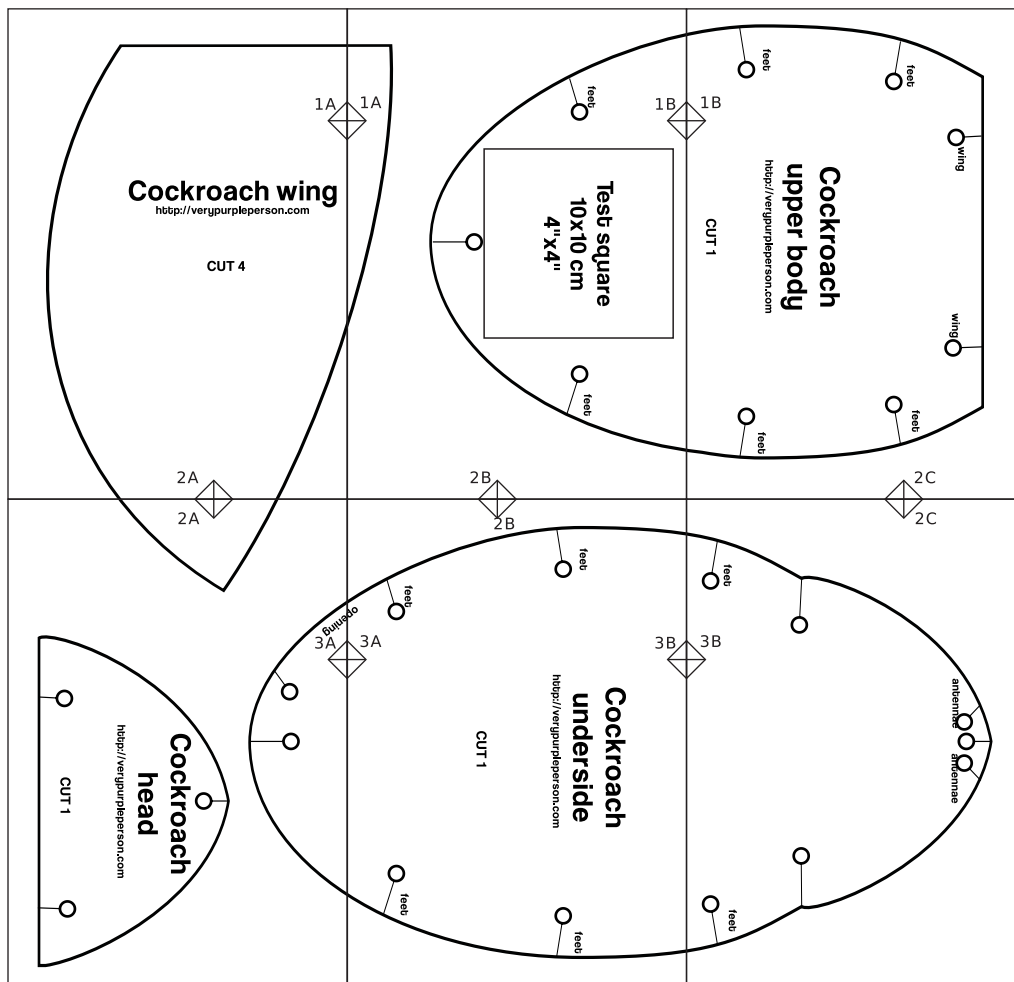 1A 1A
Cockroach wing
http://verypurpleperson.com
CUT 4
2A
2A
1B 1B
feet
feet
feet
wing
wing
Cockroach
upper body
http://verypurpleperson.com
CUT 1
Test square
10x10 cm
4"x4"
feet
feet
feet
2B
2B
2C
2C
feet
feet
feet
opening
3A 3A
3B 3B
antennae
antennae
Cockroach
underside
http://verypurpleperson.com
CUT 1
feet
feet
feet
Cockroach
head
http://verypurpleperson.com
CUT 1